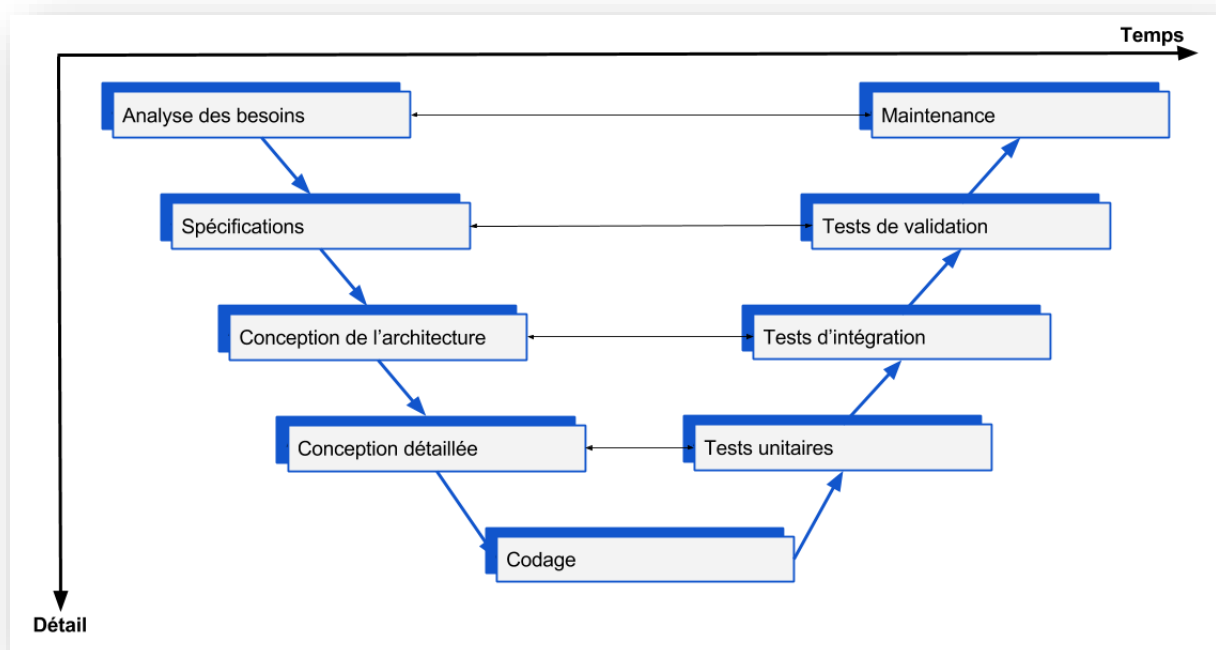 Temps
Analyse des besoins
Maintenance
Spécifications
Tests de validation
Conception de l'architecture
Tests d'intégration
Conception détaillée
Tests unitaires
Codage
Détail